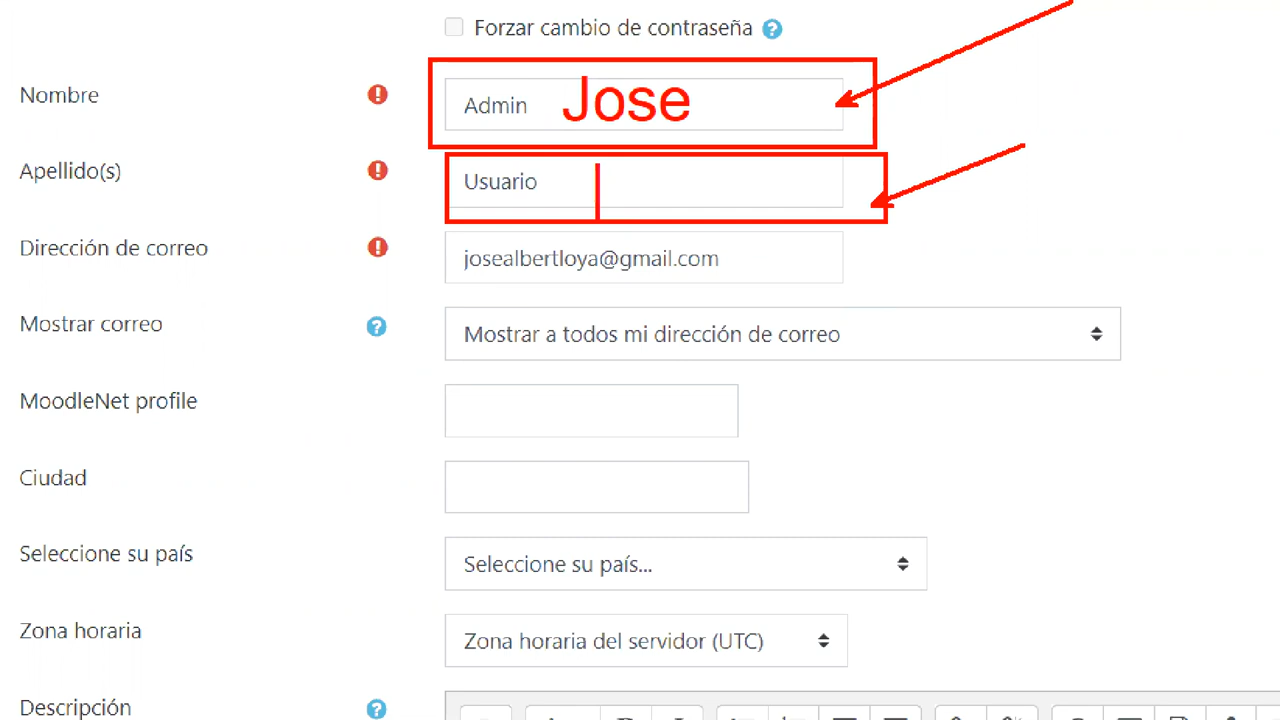 Forzar cambio de contraseña ?
Nombre ! Admin Jose
Apellido(s) ! Usuario
Dirección de correo ! josealbertloya@gmail.com
Mostrar correo ? Mostrar a todos mi dirección de correo
MoodleNet profile
Ciudad
Seleccione su país Seleccione su país...
Zona horaria Zona horaria del servidor (UTC)
Descripción ?